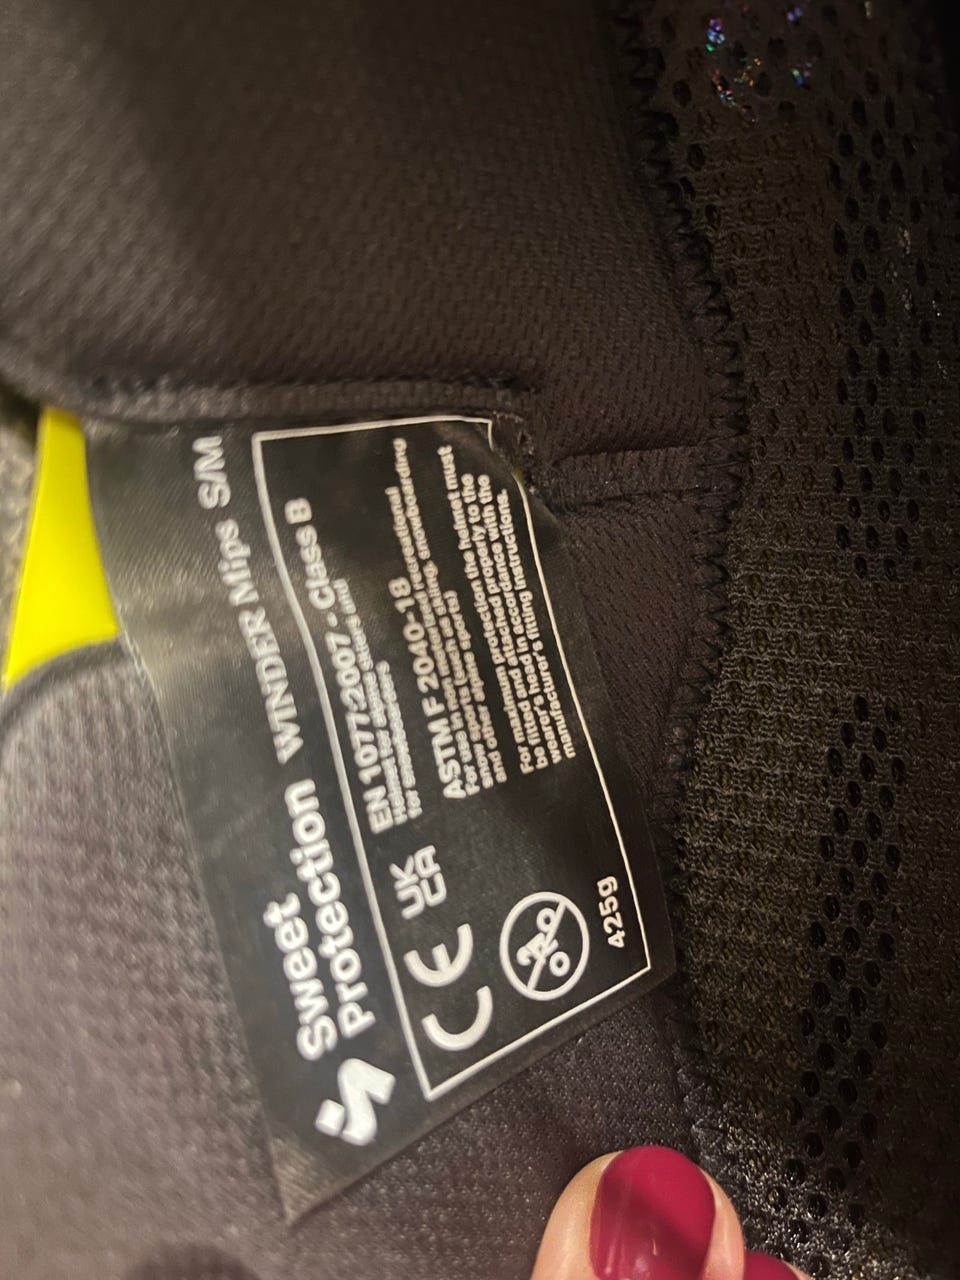 Sweet
Protection
WINDER Mips S/M
CE
UK
CA
EN 1077:2007 - Class B
Helmet for alpine skiers and
for snowboarders
ASTM F 2040-18
For use in non-motorized recreational
snow sports (such as skiing, snowboarding
and other alpine sports)
For maximum protection the helmet must
be fitted and attached properly to the
wearer's head in accordance with the
manufacturer's fitting instructions.
425g